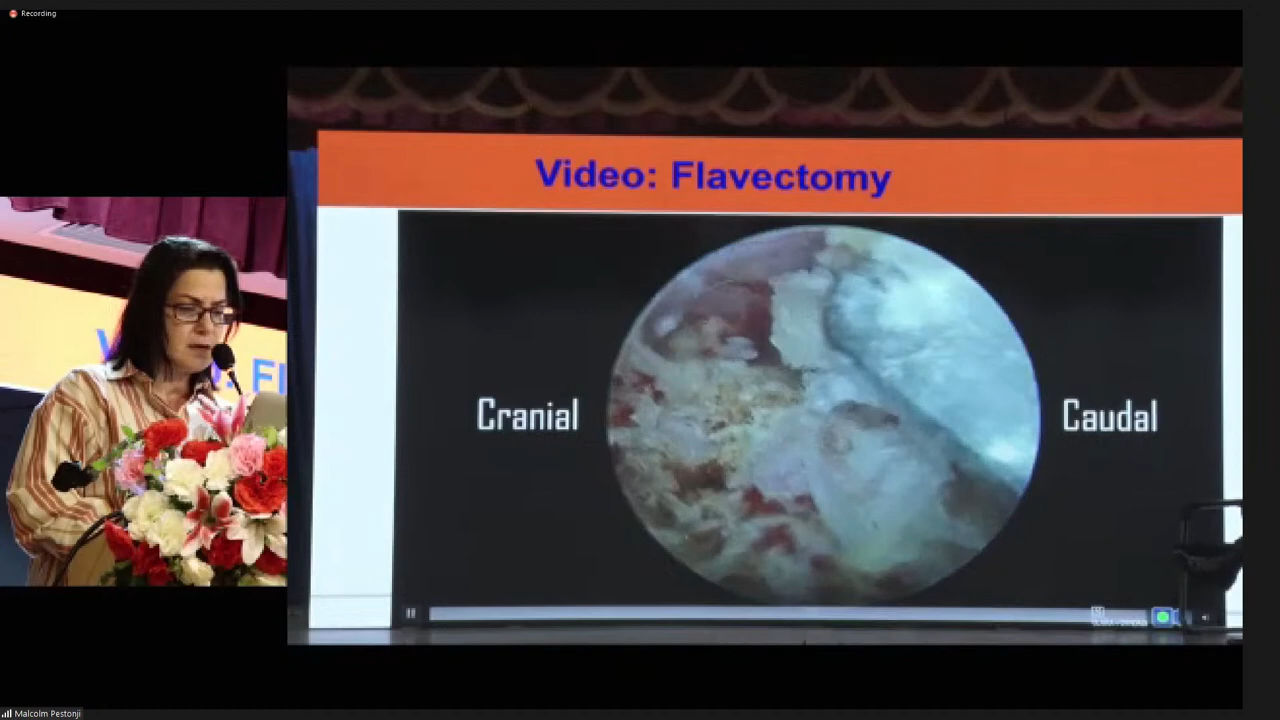 Recording
Video: Flavectomy
Cranial
Caudal
Malcolm Pestonji